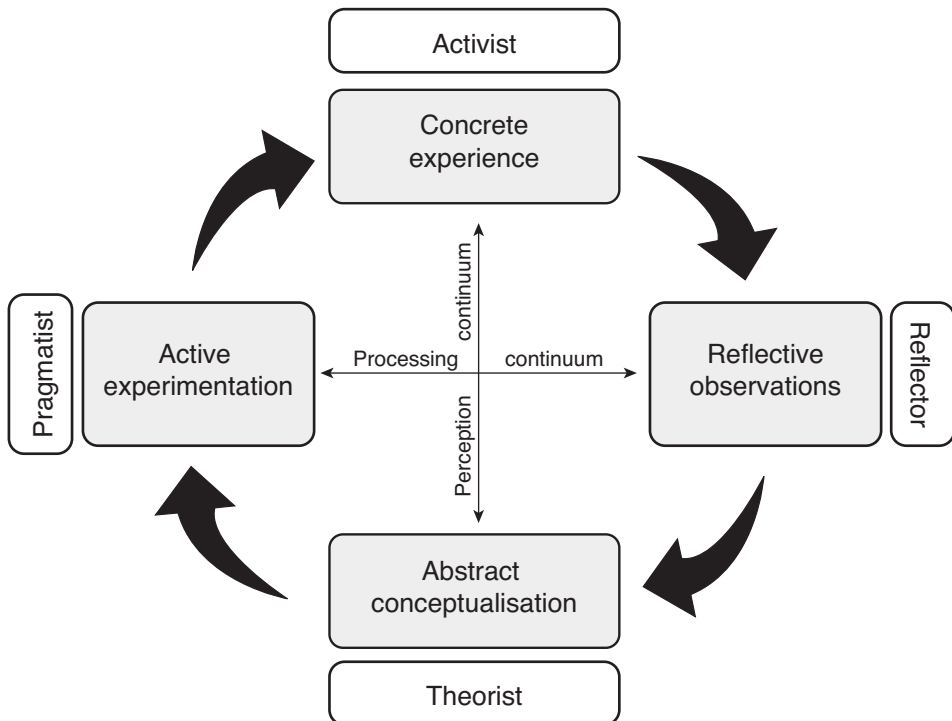 Activist
Concrete
experience
continuum
Pragmatist
Active
experimentation
Processing
continuum
Reflective
observations
Reflector
Perception
Abstract
conceptualisation
Theorist